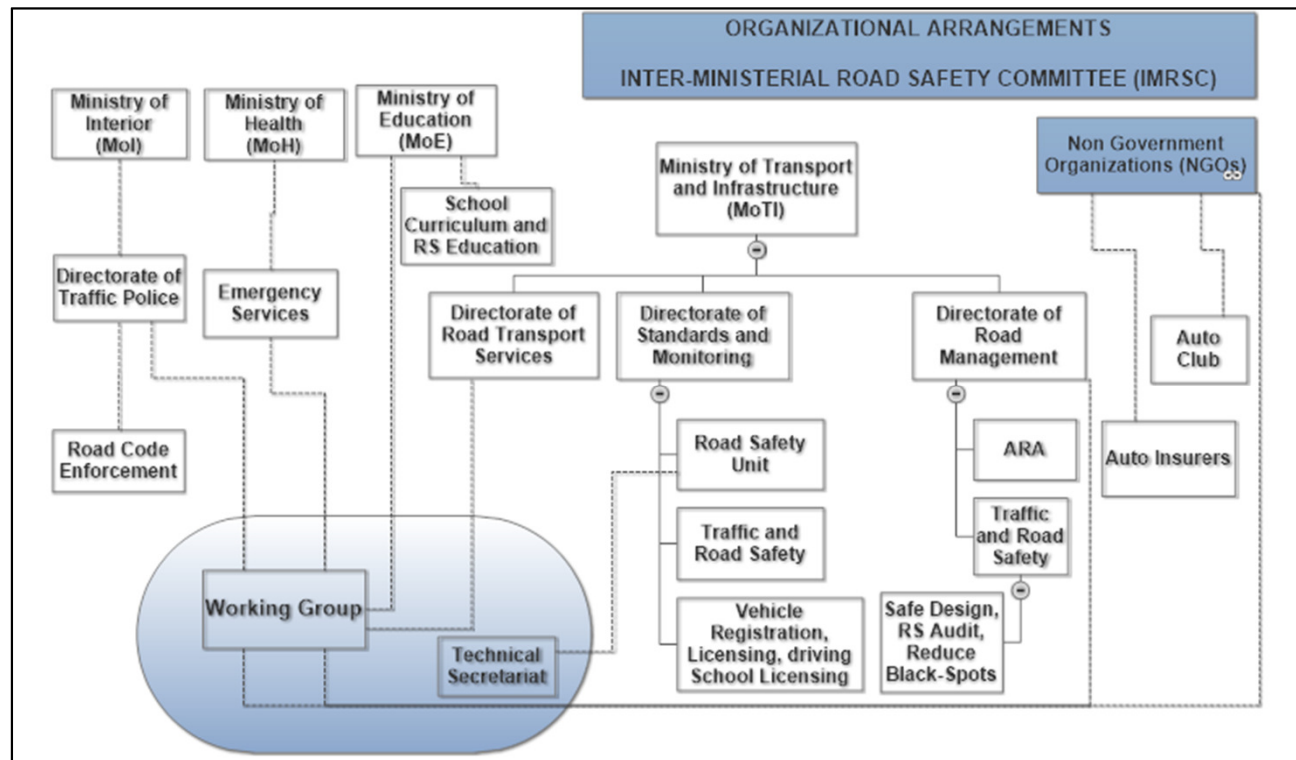 ORGANIZATIONAL ARRANGEMENTS
INTER-MINISTERIAL ROAD SAFETY COMMITTEE (IMRSC)
Ministry of
Interior
(MoI)
Ministry of
Health
(MoH)
Ministry of
Education
(MoE)
Non Government
Organizations (NGOs)
Ministry of Transport
and Infrastructure
(MoTI)
School
Curriculum and
RS Education
Directorate of
Traffic Police
Emergency
Services
Directorate of
Road Transport
Services
Directorate of
Standards and
Monitoring
Directorate of
Road
Management
Auto
Club
Road Code
Enforcement
Road Safety
Unit
ARA
Auto Insurers
Traffic and
Road Safety
Traffic
and Road
Safety
Working Group
Technical
Secretariat
Vehicle
Registration,
Licensing, driving
School Licensing
Safe Design,
RS Audit,
Reduce
Black-Spots